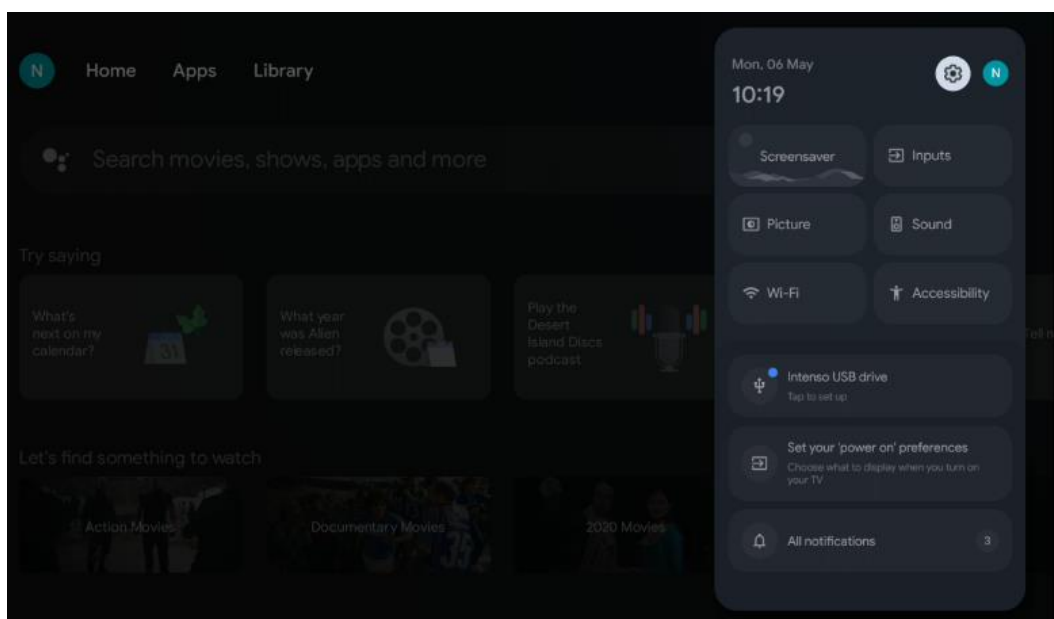 N
Home
Apps
Library
Search movies, shows, apps and more
Try saying
What's
next on my
calendar?
31
What year
was Alien
released?
Play the
Desert
Island Discs
podcast
Let's find something to watch
Action Movies
Documentary Movies
35
2020 Movies
Mon, 06 May
10:19
N
Screensaver
Inputs
Picture
Sound
Wi-Fi
Accessibility
Intenso USB drive
Tap to set up
Set your 'power on' preferences
Choose what to display when you turn on
your TV
All notifications
3
Tell